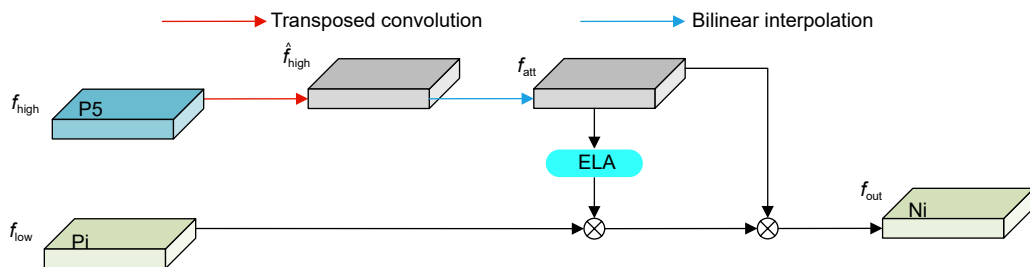 Transposed convolution
Bilinear interpolation
f̂high
fatt
fhigh
P5
ELA
fout
Ni
flow
Pi